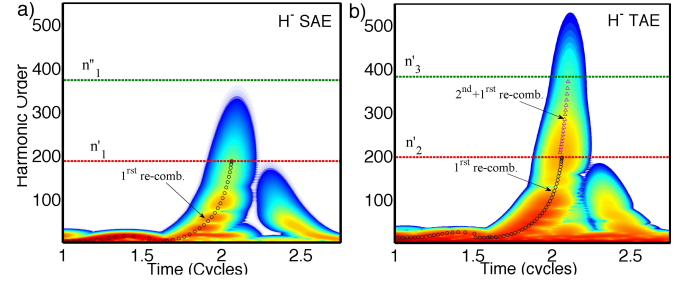 a)
H⁻ SAE
b)
H⁻ TAE
500
400
300
200
100
Harmonic Order
n''₁
n'₁
1ʳˢᵗ re-comb.
1
1.5
2
2.5
Time (Cycles)
500
400
300
200
100
n'₃
2ⁿᵈ+1ʳˢᵗ re-comb.
n'₂
1ʳˢᵗ re-comb.
1
1.5
2
2.5
Time (cycles)